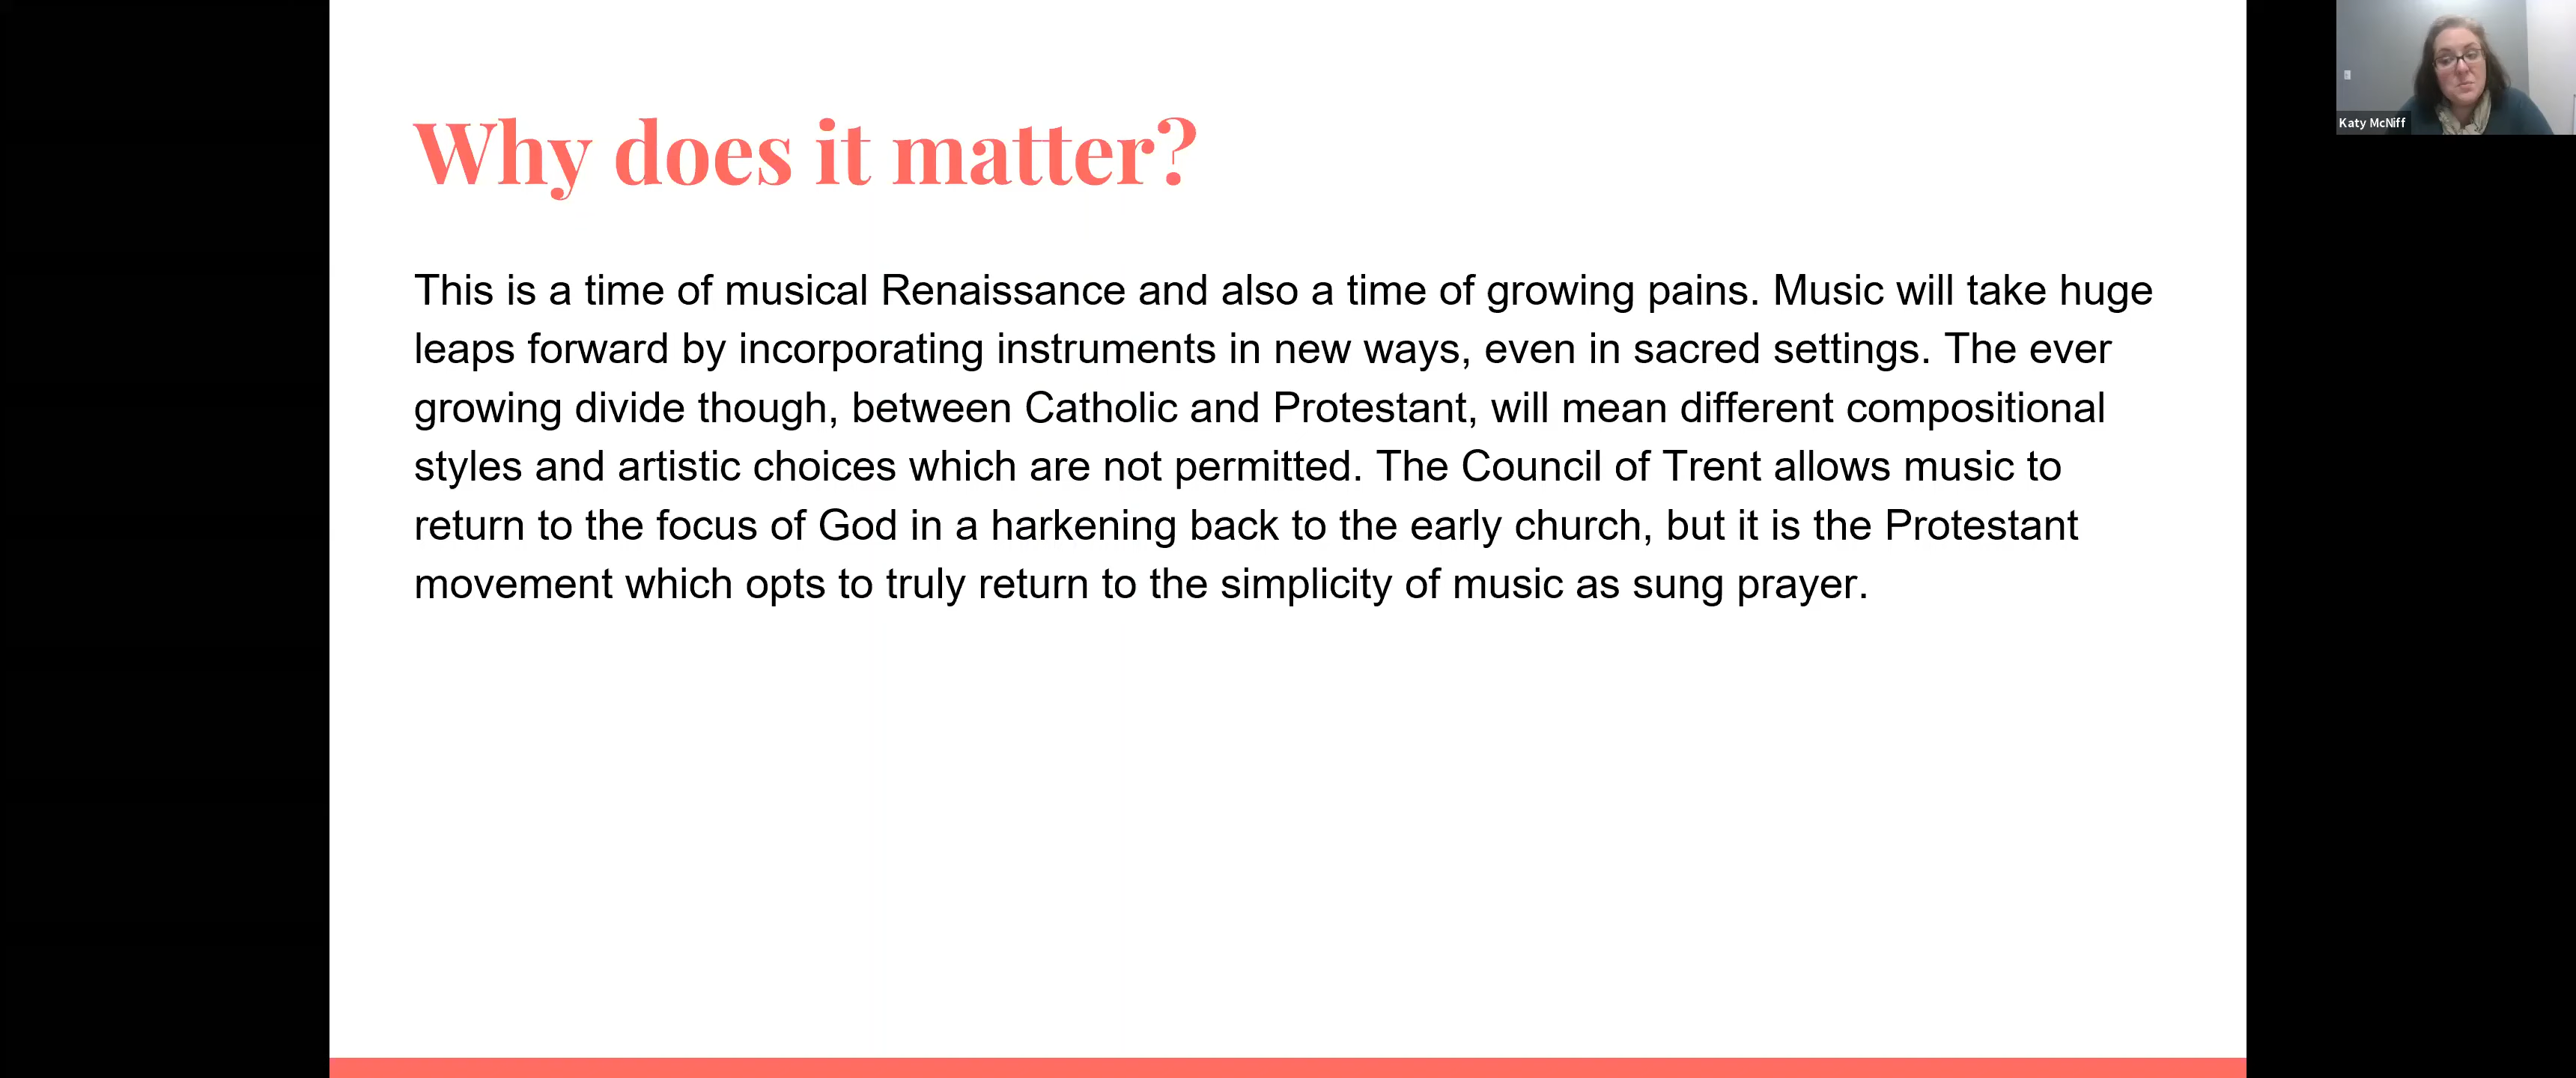 Why does it matter?
This is a time of musical Renaissance and also a time of growing pains. Music will take huge
leaps forward by incorporating instruments in new ways, even in sacred settings. The ever
growing divide though, between Catholic and Protestant, will mean different compositional
styles and artistic choices which are not permitted. The Council of Trent allows music to
return to the focus of God in a harkening back to the early church, but it is the Protestant
movement which opts to truly return to the simplicity of music as sung prayer.
Katy McNiff